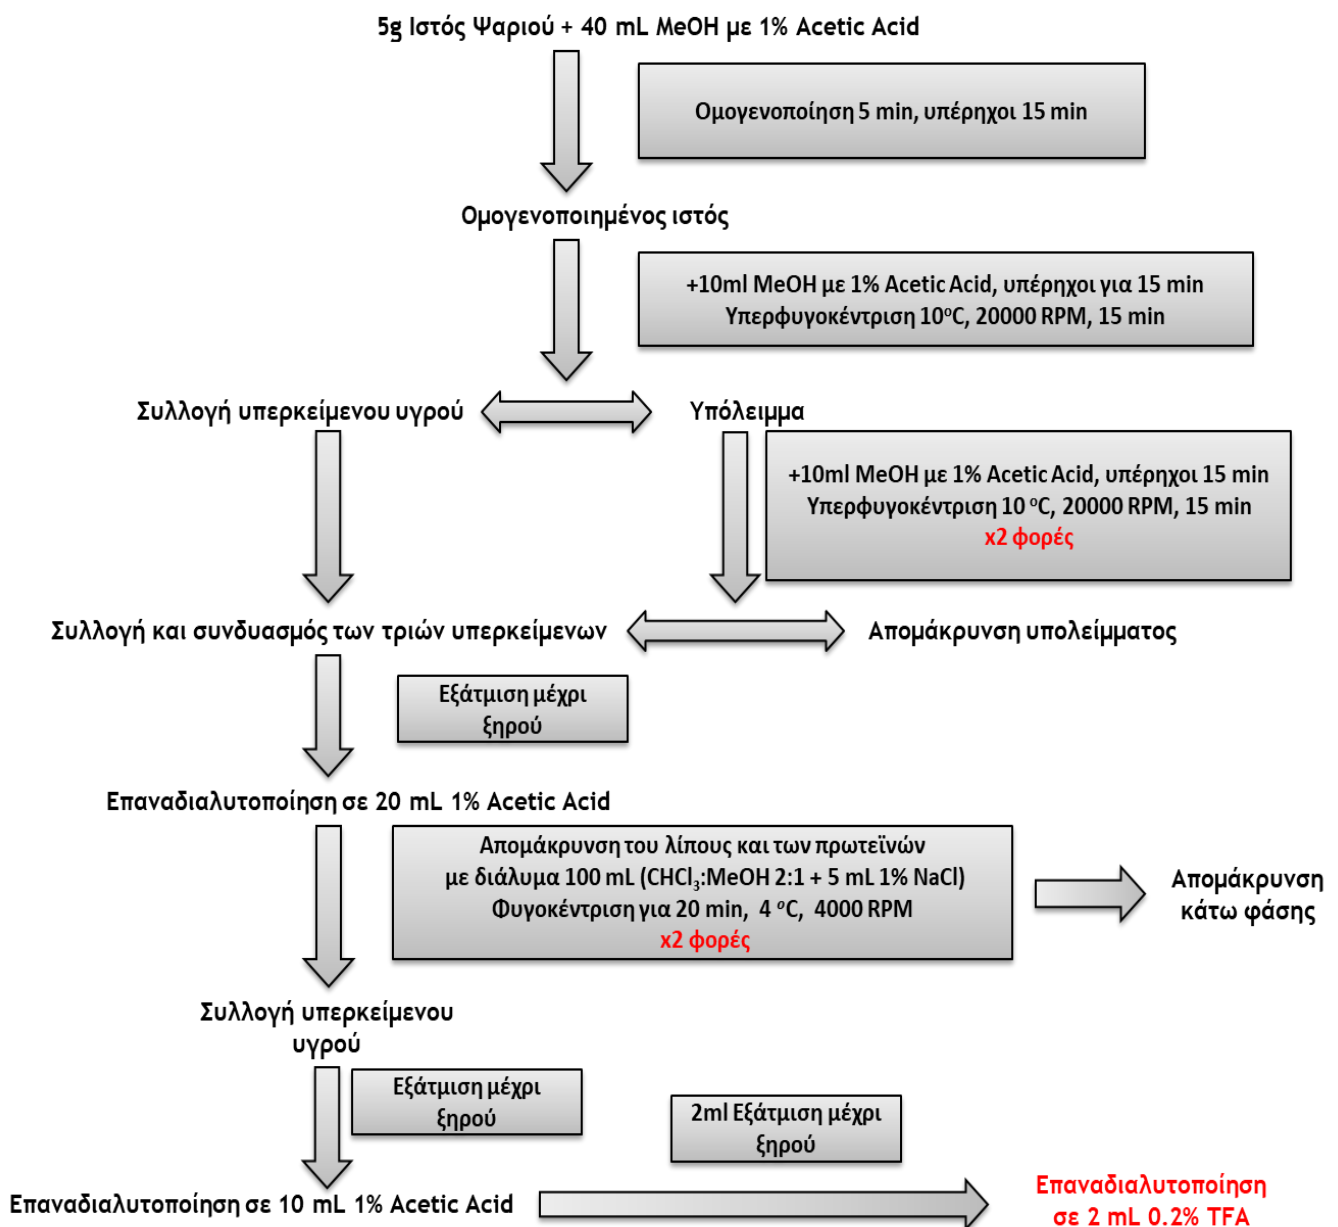 5g Ιστός Ψαριού + 40 mL MeOH με 1% Acetic Acid
Ομογενοποίηση 5 min, υπέρηχοι 15 min
Ομογενοποιημένος ιστός
+10ml MeOH με 1% Acetic Acid, υπέρηχοι για 15 min
Υπερφυγοκέντριση 10°C, 20000 RPM, 15 min
Συλλογή υπερκείμενου υγρού
Υπόλειμμα
+10ml MeOH με 1% Acetic Acid, υπέρηχοι 15 min
Υπερφυγοκέντριση 10 °C, 20000 RPM, 15 min
x2 φορές
Συλλογή και συνδυασμός των τριών υπερκείμενων
Απομάκρυνση υπολείμματος
Εξάτμιση μέχρι
ξηρού
Επαναδιαλυτοποίηση σε 20 mL 1% Acetic Acid
Απομάκρυνση του λίπους και των πρωτεϊνών
με διάλυμα 100 mL (CHCl₃:MeOH 2:1 + 5 mL 1% NaCl)
Φυγοκέντριση για 20 min, 4 °C, 4000 RPM
x2 φορές
Απομάκρυνση
κάτω φάσης
Συλλογή υπερκείμενου
υγρού
Εξάτμιση μέχρι
ξηρού
2ml Εξάτμιση μέχρι
ξηρού
Επαναδιαλυτοποίηση σε 10 mL 1% Acetic Acid
Επαναδιαλυτοποίηση
σε 2 mL 0.2% TFA